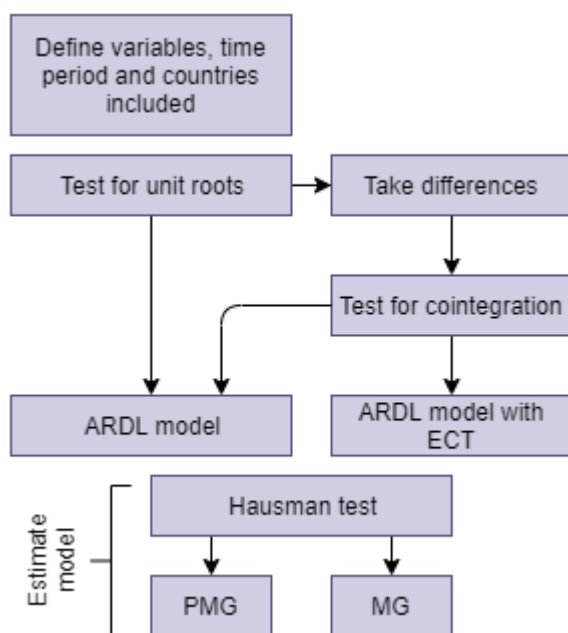 Define variables, time
period and countries
included
Test for unit roots
Take differences
Test for cointegration
ARDL model
ARDL model with
ECT
Estimate
model
Hausman test
PMG
MG